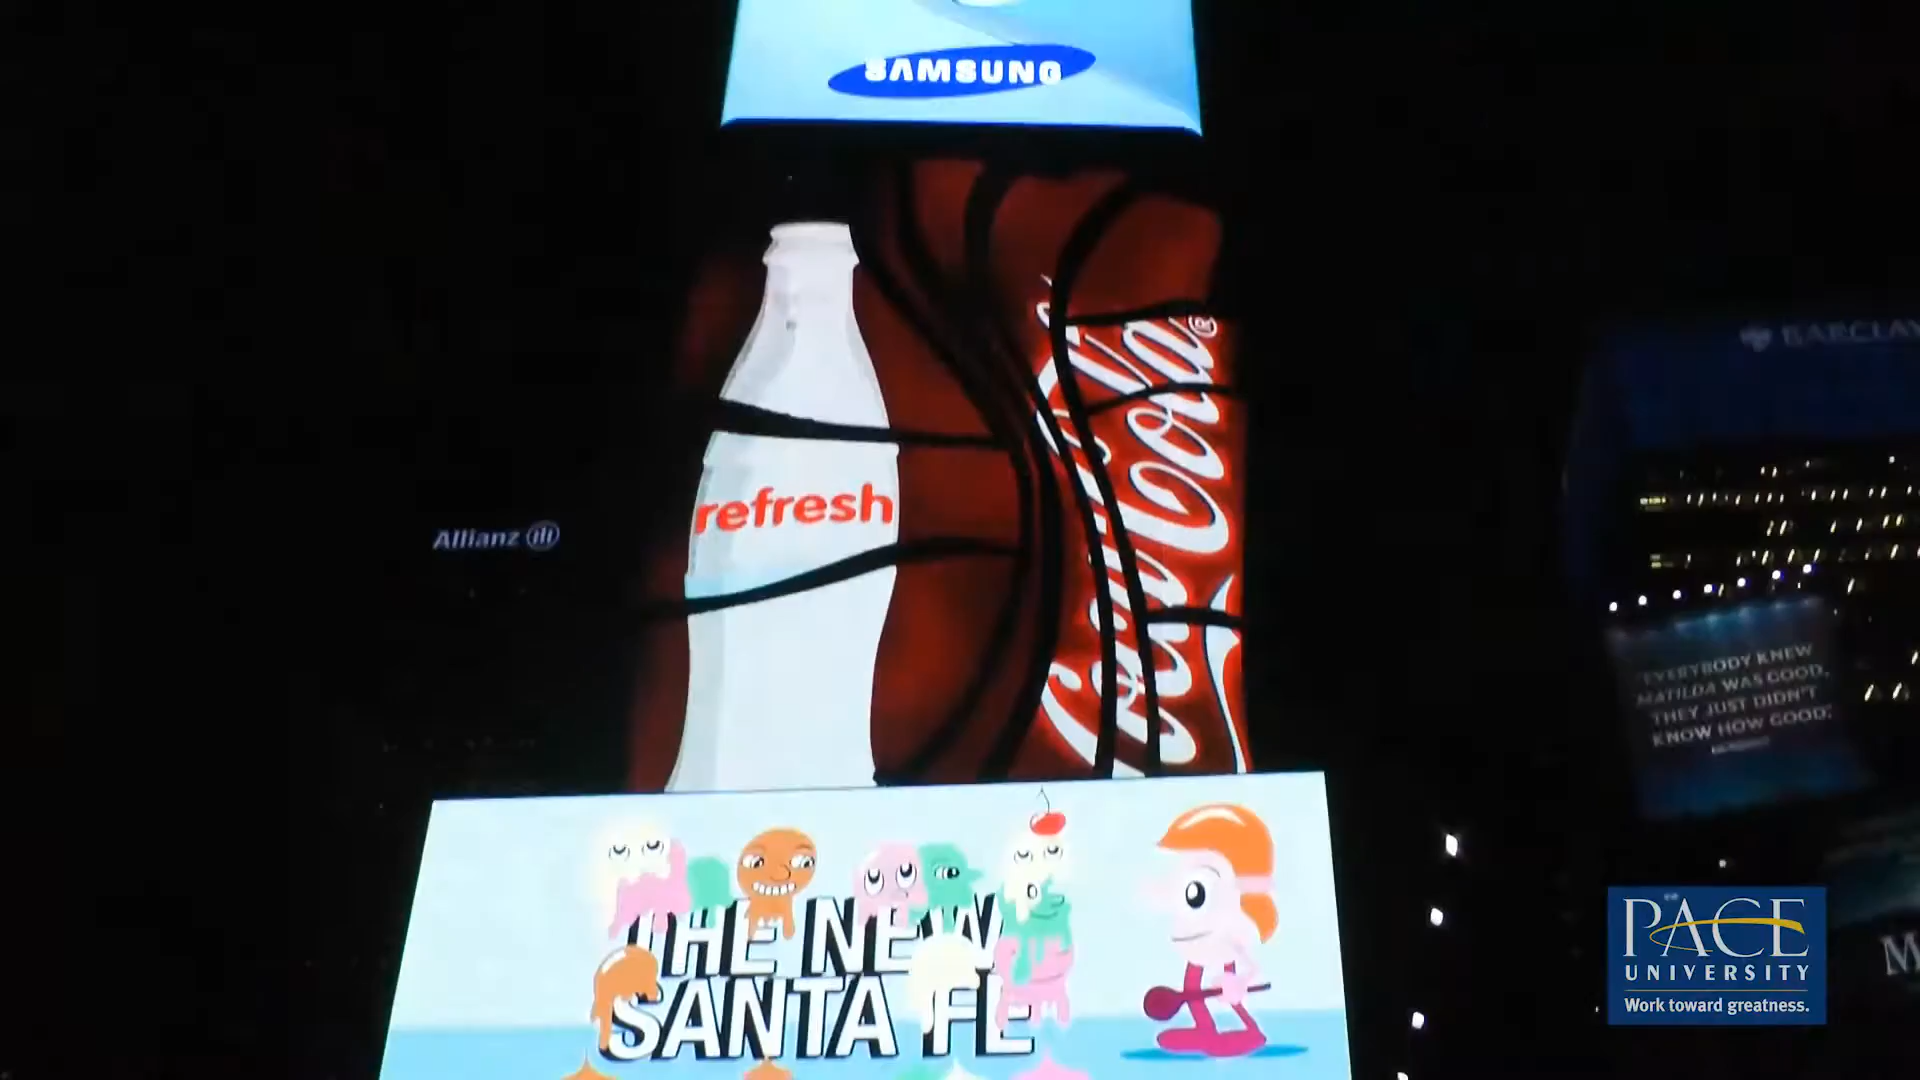 SAMSUNG
refresh
Coca-Cola®
Allianz
THE NEW
SANTA FE
BARCLAY
EVERYBODY KNEW
MATILDA WAS GOOD.
THEY JUST DIDN'T
KNOW HOW GOOD.
M
PACE
UNIVERSITY
Work toward greatness.